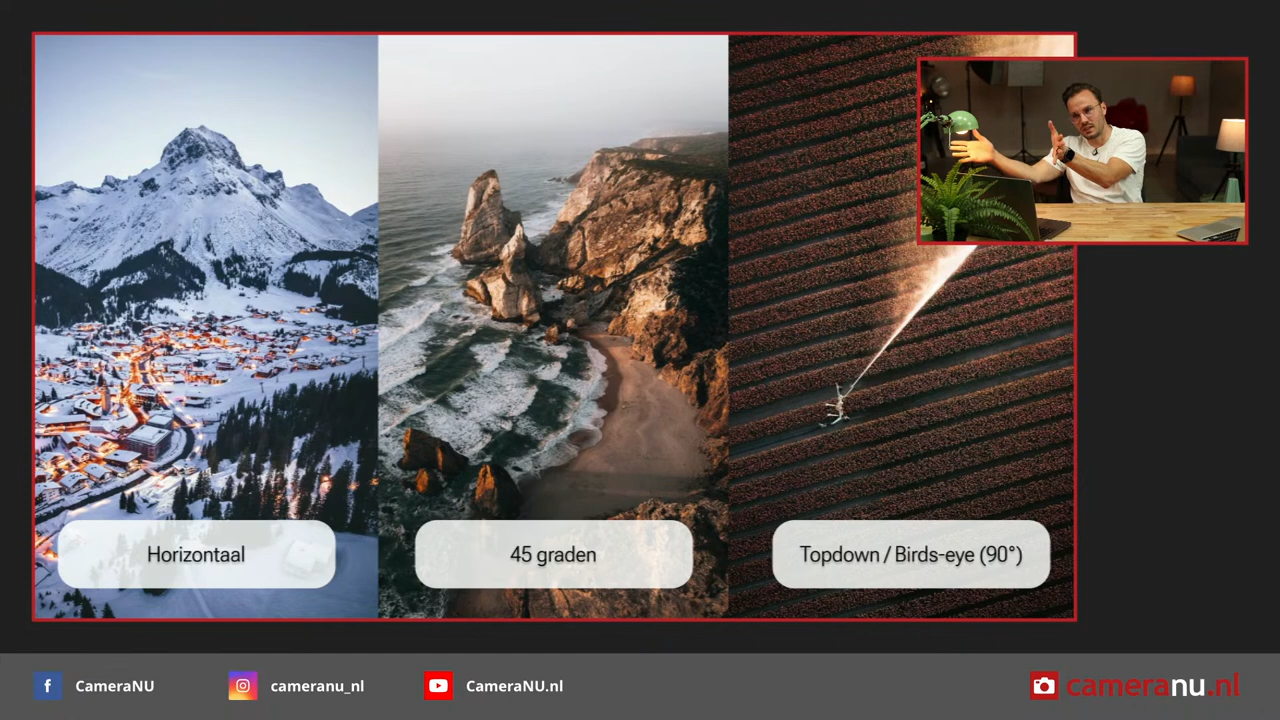 Horizontaal
45 graden
Topdown / Birds-eye (90°)
CameraNU
cameranu_nl
CameraNU.nl
cameranu.nl